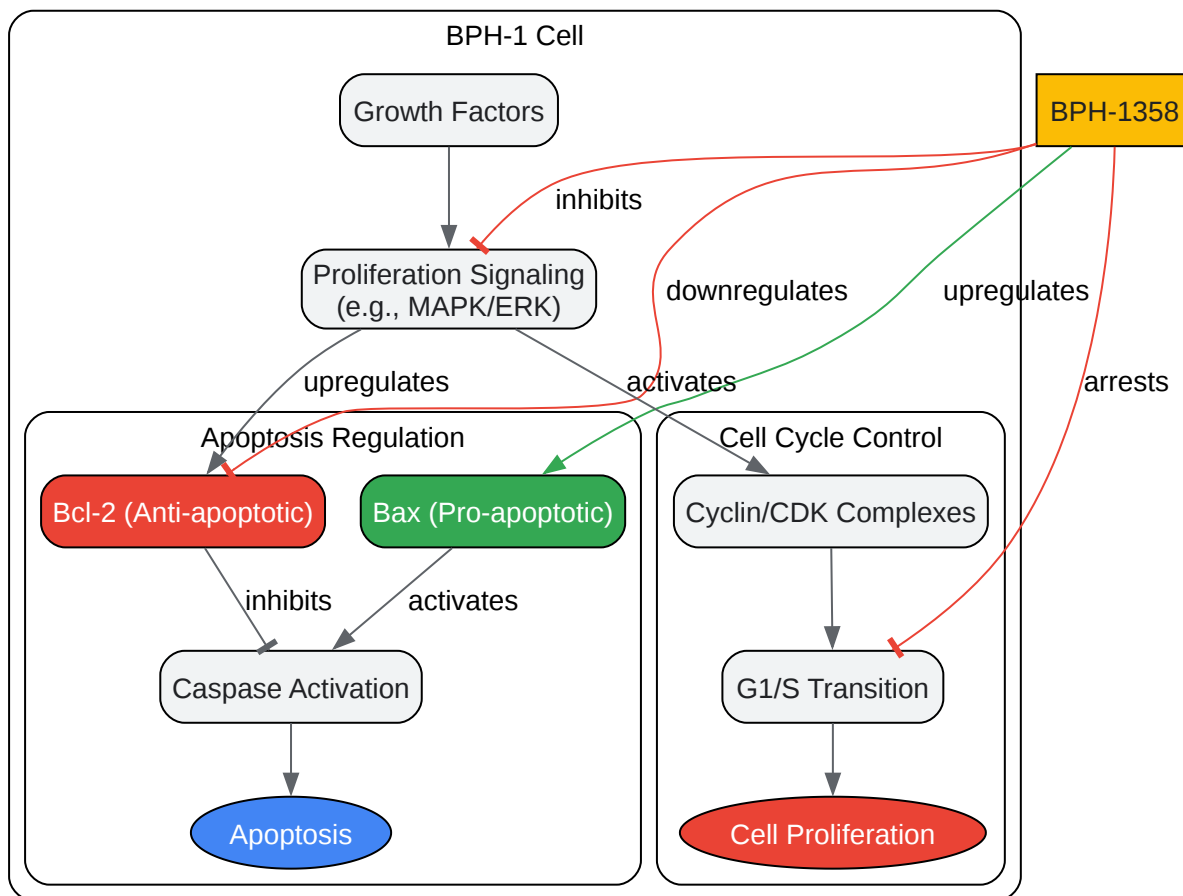 BPH-1 Cell
Growth Factors
BPH-1358
inhibits
Proliferation Signaling
(e.g., MAPK/ERK)
downregulates
upregulates
upregulates
activates
arrests
Apoptosis Regulation
Cell Cycle Control
Bcl-2 (Anti-apoptotic)
Bax (Pro-apoptotic)
Cyclin/CDK Complexes
inhibits
activates
Caspase Activation
G1/S Transition
Apoptosis
Cell Proliferation